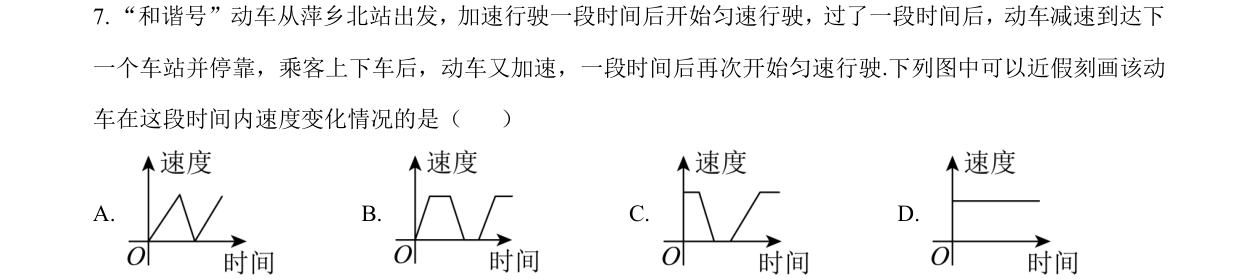 7. “和谐号”动车从萍乡北站出发，加速行驶一段时间后开始匀速行驶，过了一段时间后，动车减速到达下
一个车站并停靠，乘客上下车后，动车又加速，一段时间后再次开始匀速行驶.下列图中可以近假刻画该动
车在这段时间内速度变化情况的是（　　）
A. 速度 O 时间 B. 速度 O 时间 C. 速度 O 时间 D. 速度 O 时间